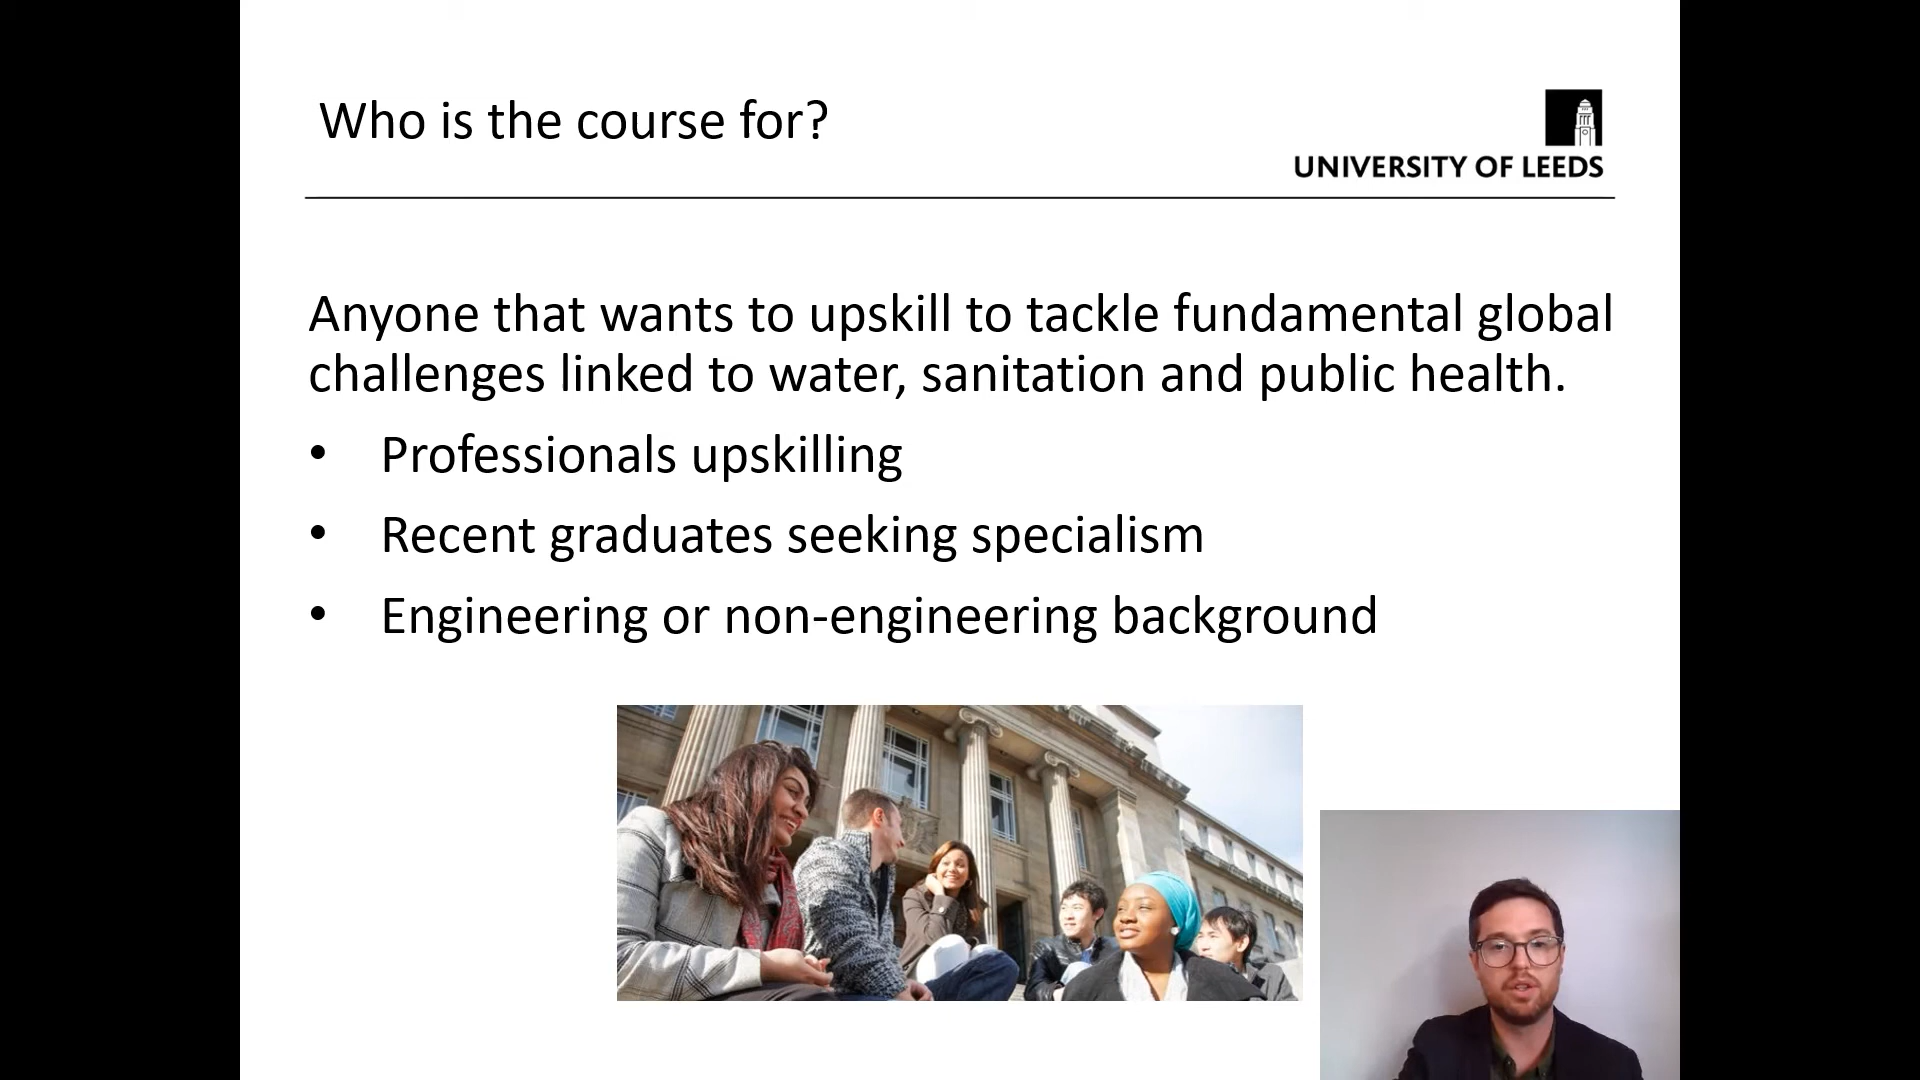 Who is the course for?
UNIVERSITY OF LEEDS
Anyone that wants to upskill to tackle fundamental global
challenges linked to water, sanitation and public health.
• Professionals upskilling
• Recent graduates seeking specialism
• Engineering or non-engineering background